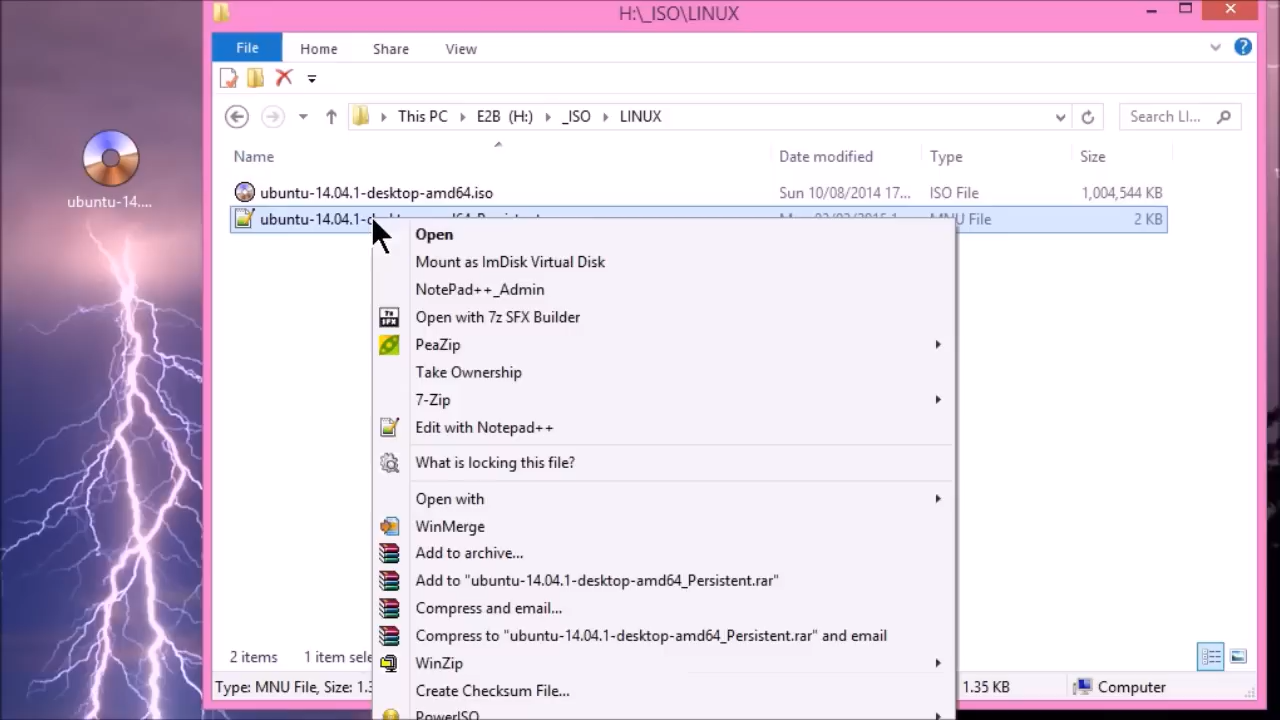 H:\_ISO\LINUX
File Home Share View
This PC E2B (H:) _ISO LINUX Search LI...
Name Date modified Type Size
ubuntu-14.04.1-desktop-amd64.iso Sun 10/08/2014 17... ISO File 1,004,544 KB
ubuntu-14.04.1-desktop-amd64_Persistent MNU File 2 KB
ubuntu-14....
Open
Mount as ImDisk Virtual Disk
NotePad++_Admin
Open with 7z SFX Builder
PeaZip
Take Ownership
7-Zip
Edit with Notepad++
What is locking this file?
Open with
WinMerge
Add to archive...
Add to "ubuntu-14.04.1-desktop-amd64_Persistent.rar"
Compress and email...
Compress to "ubuntu-14.04.1-desktop-amd64_Persistent.rar" and email
WinZip
Create Checksum File...
PowerISO
2 items 1 item sele
Type: MNU File, Size: 1.3 1.35 KB Computer